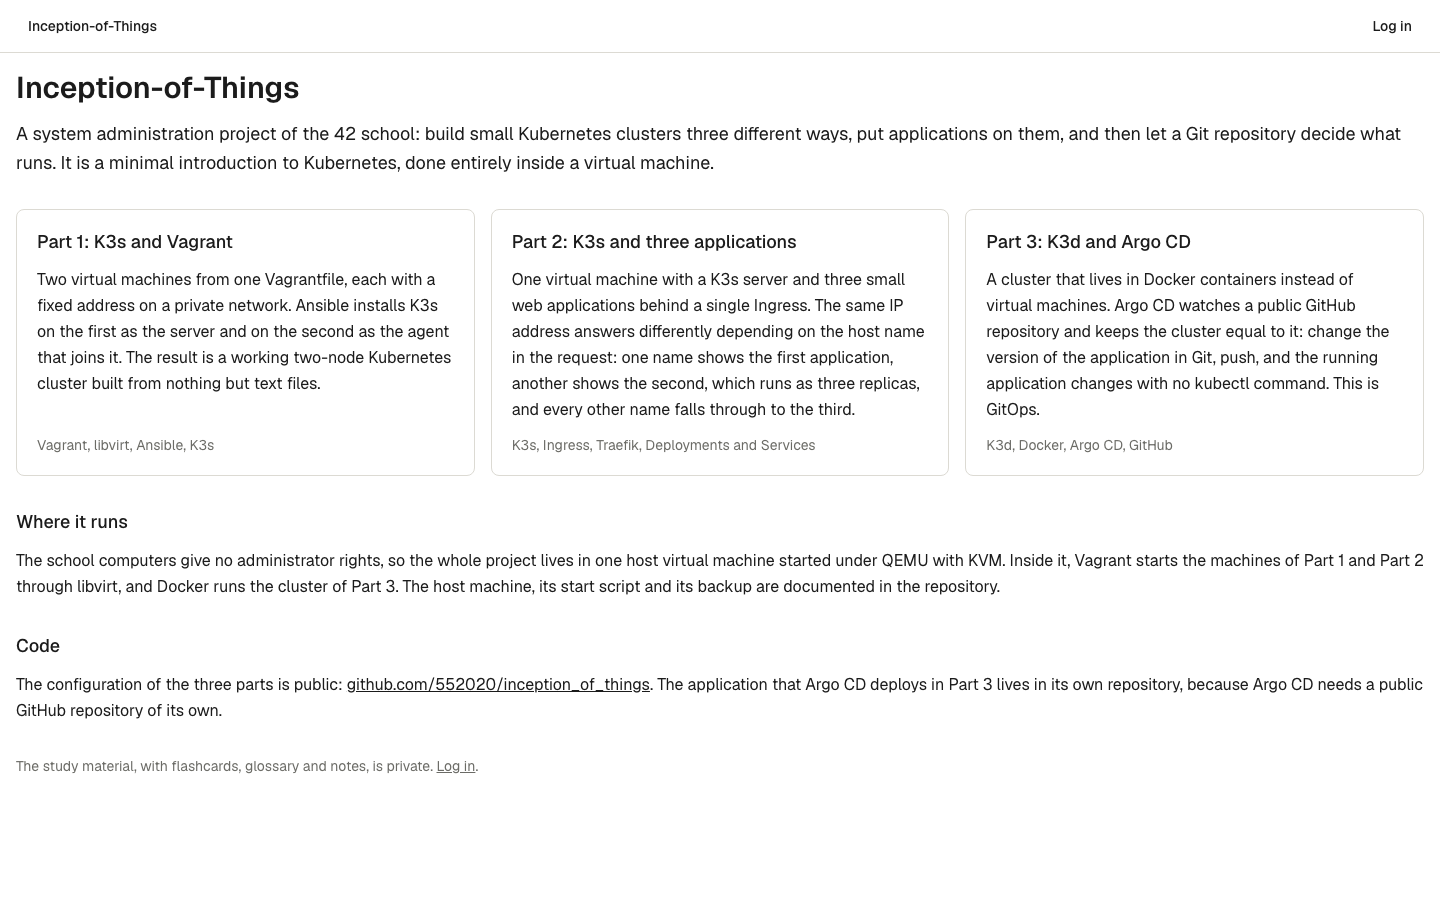 Inception-of-Things
Log in
Inception-of-Things
A system administration project of the 42 school: build small Kubernetes clusters three different ways, put applications on them, and then let a Git repository decide what
runs. It is a minimal introduction to Kubernetes, done entirely inside a virtual machine.
Part 1: K3s and Vagrant
Two virtual machines from one Vagrantfile, each with a
fixed address on a private network. Ansible installs K3s
on the first as the server and on the second as the agent
that joins it. The result is a working two-node Kubernetes
cluster built from nothing but text files.
Vagrant, libvirt, Ansible, K3s
Part 2: K3s and three applications
One virtual machine with a K3s server and three small
web applications behind a single Ingress. The same IP
address answers differently depending on the host name
in the request: one name shows the first application,
another shows the second, which runs as three replicas,
and every other name falls through to the third.
K3s, Ingress, Traefik, Deployments and Services
Part 3: K3d and Argo CD
A cluster that lives in Docker containers instead of
virtual machines. Argo CD watches a public GitHub
repository and keeps the cluster equal to it: change the
version of the application in Git, push, and the running
application changes with no kubectl command. This is
GitOps.
K3d, Docker, Argo CD, GitHub
Where it runs
The school computers give no administrator rights, so the whole project lives in one host virtual machine started under QEMU with KVM. Inside it, Vagrant starts the machines of Part 1 and Part 2
through libvirt, and Docker runs the cluster of Part 3. The host machine, its start script and its backup are documented in the repository.
Code
The configuration of the three parts is public: github.com/552020/inception_of_things. The application that Argo CD deploys in Part 3 lives in its own repository, because Argo CD needs a public
GitHub repository of its own.
The study material, with flashcards, glossary and notes, is private. Log in.